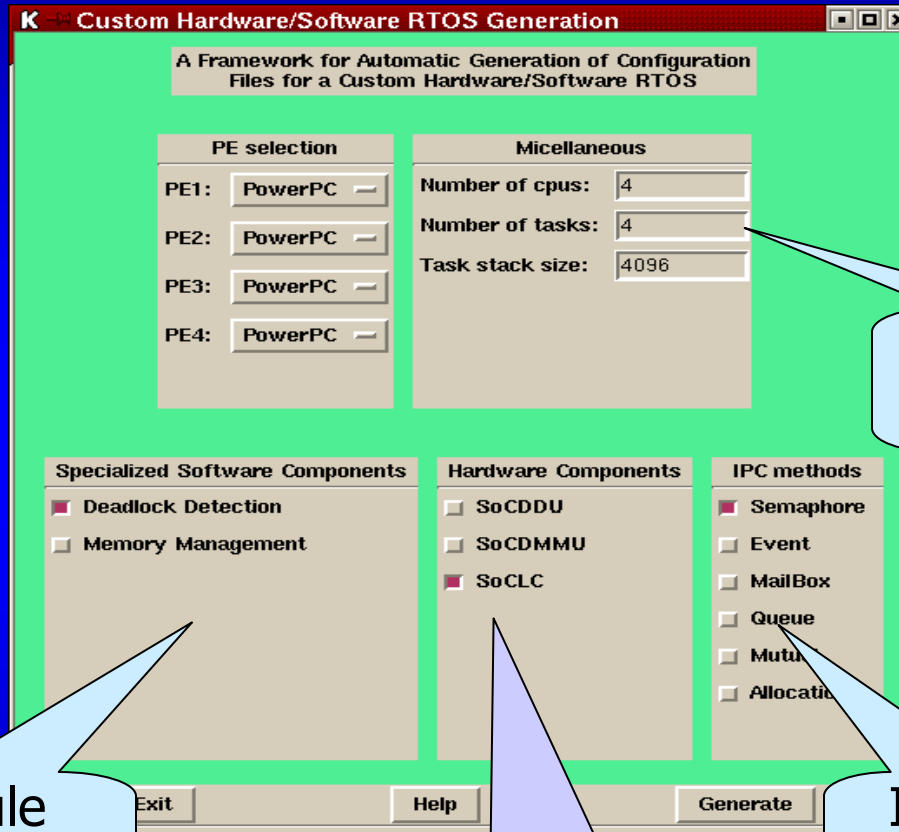 K Custom Hardware/Software RTOS Generation
A Framework for Automatic Generation of Configuration
Files for a Custom Hardware/Software RTOS
PE selection
PE1: PowerPC
PE2: PowerPC
PE3: PowerPC
PE4: PowerPC
Micellaneous
Number of cpus: 4
Number of tasks: 4
Task stack size: 4096
Specialized Software Components
Deadlock Detection
Memory Management
Hardware Components
SoCDDU
SoCDMMU
SoCLC
IPC methods
Semaphore
Event
MailBox
Queue
Exit Help Generate